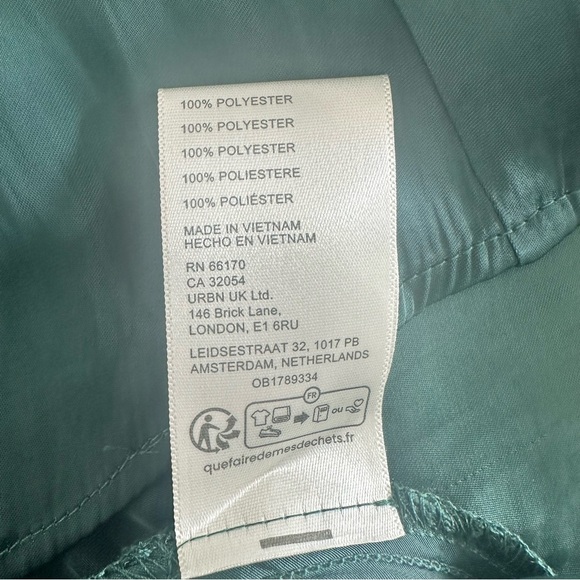 100% POLYESTER
100% POLYESTER
100% POLYESTER
100% POLIESTERE
100% POLIÉSTER
MADE IN VIETNAM
HECHO EN VIETNAM
RN 66170
CA 32054
URBN UK Ltd.
146 Brick Lane,
LONDON, E1 6RU
LEIDSESTRAAT 32, 1017 PB
AMSTERDAM, NETHERLANDS
OB1789334
FR
OU
quefairedemesdechets.fr